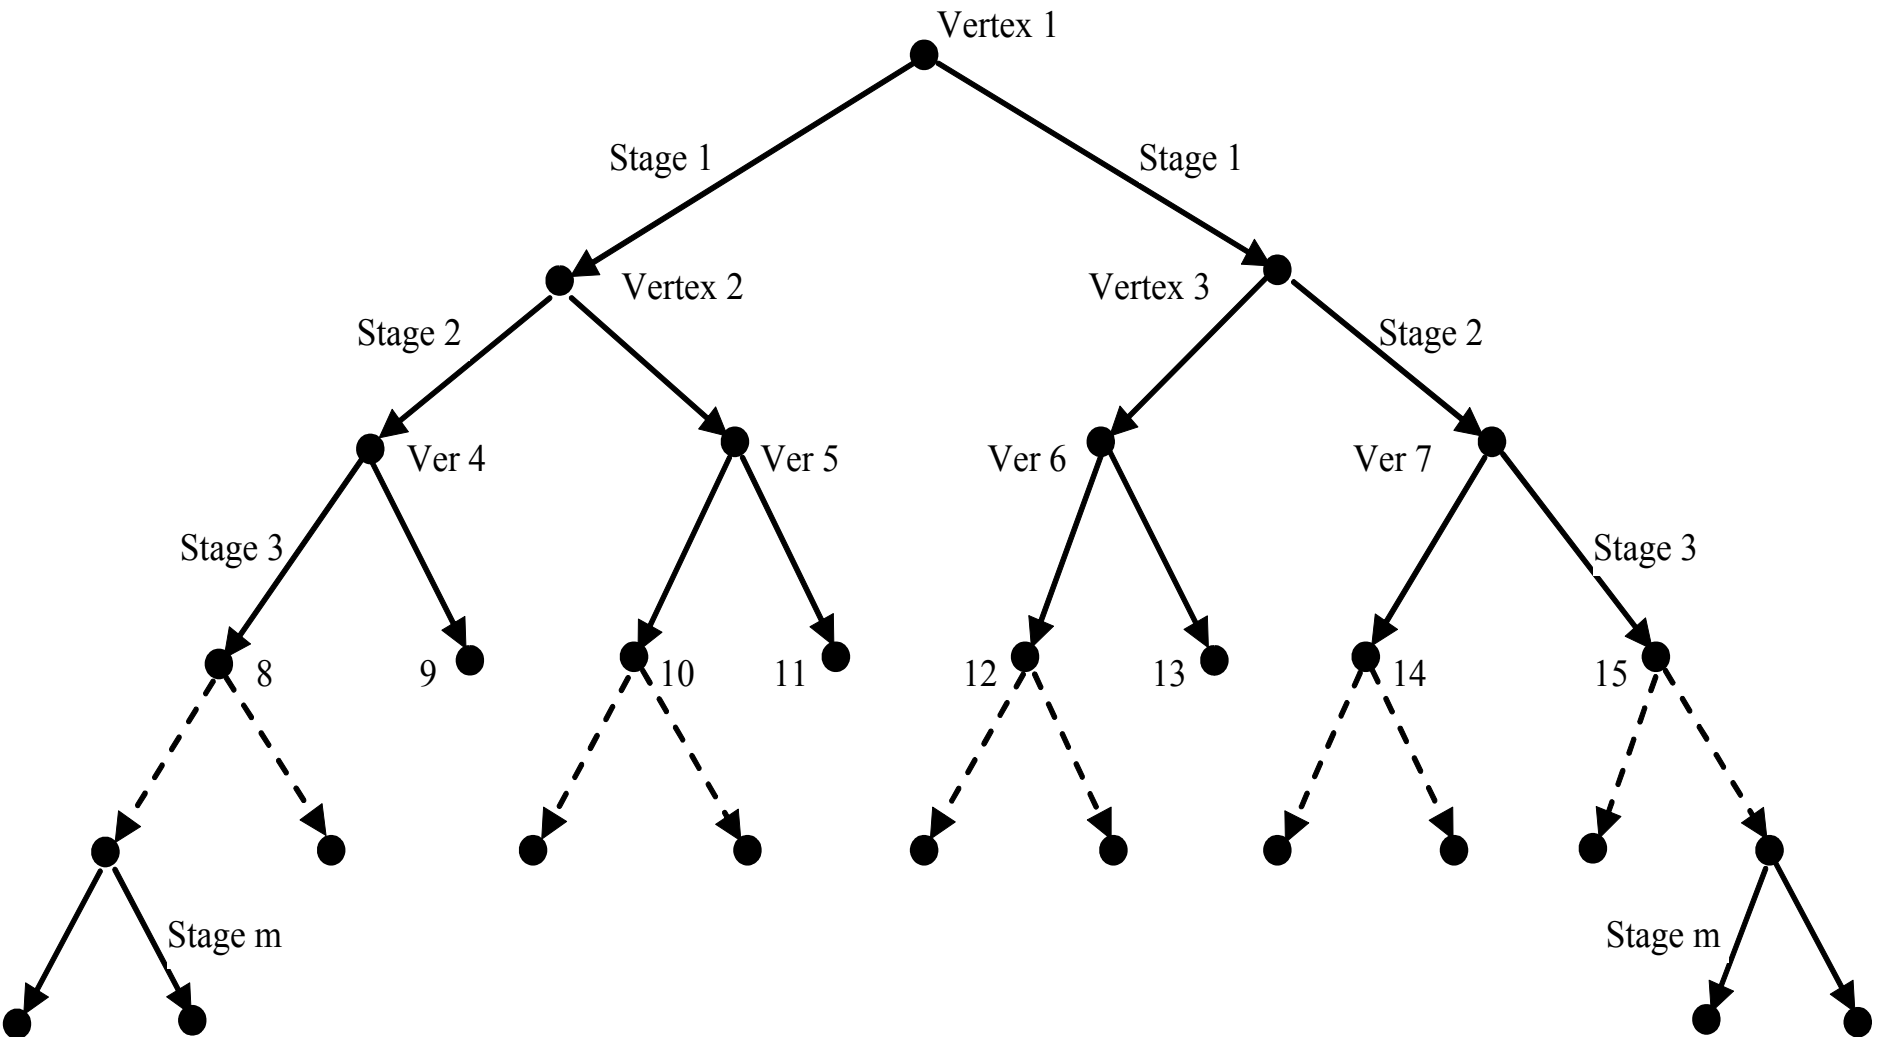 Vertex 1
Stage 1
Stage 1
Vertex 2
Vertex 3
Stage 2
Stage 2
Ver 4
Ver 5
Ver 6
Ver 7
Stage 3
Stage 3
8
9
10
11
12
13
14
15
Stage m
Stage m